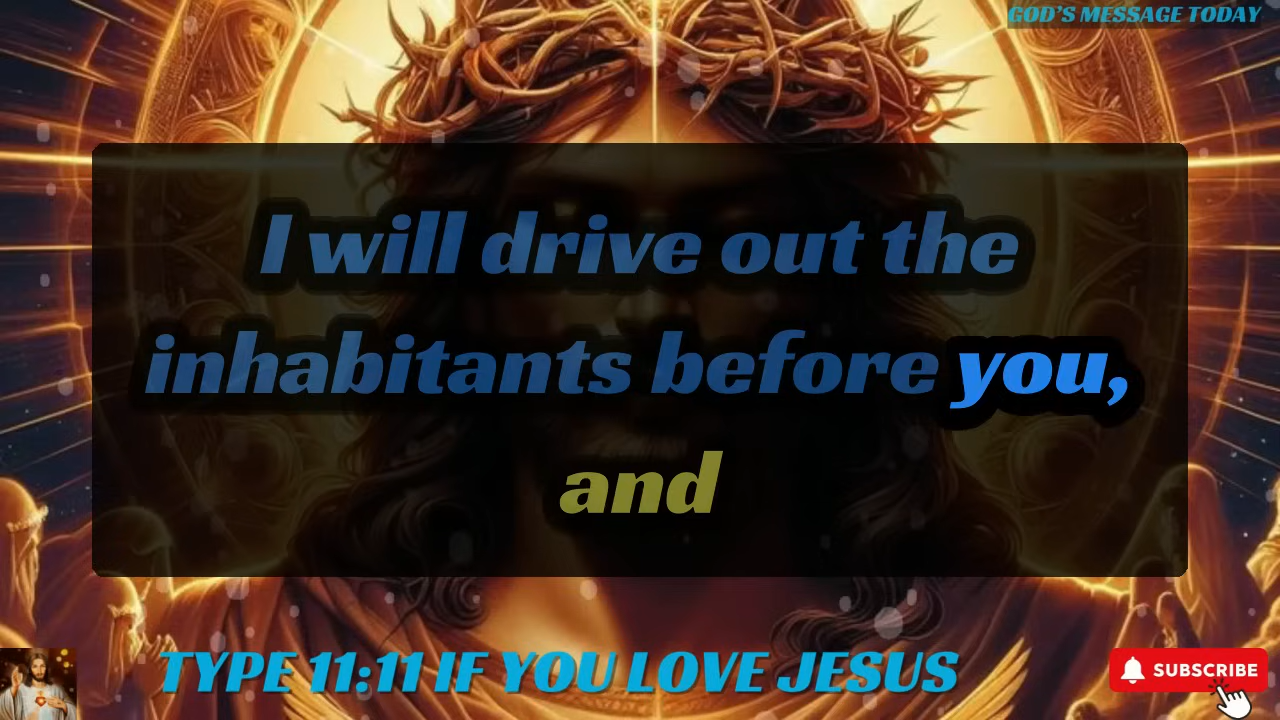 GOD'S MESSAGE TODAY
I will drive out the
inhabitants before you,
and
TYPE 11:11 IF YOU LOVE JESUS
SUBSCRIBE